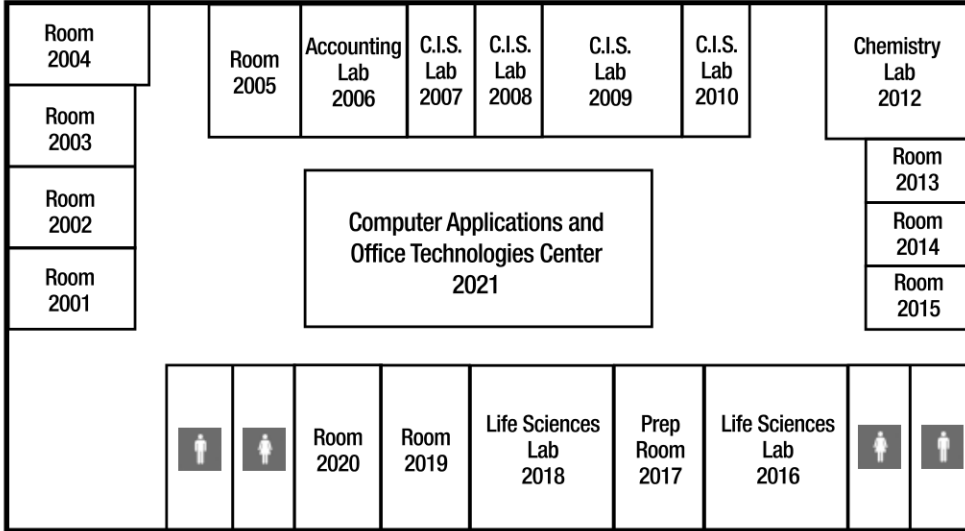 Room
2004
Room
2003
Room
2002
Room
2001
Room
2005
Accounting
Lab
2006
C.I.S.
Lab
2007
C.I.S.
Lab
2008
C.I.S.
Lab
2009
C.I.S.
Lab
2010
Chemistry
Lab
2012
Room
2013
Room
2014
Room
2015
Computer Applications and
Office Technologies Center
2021
Room
2020
Room
2019
Life Sciences
Lab
2018
Prep
Room
2017
Life Sciences
Lab
2016